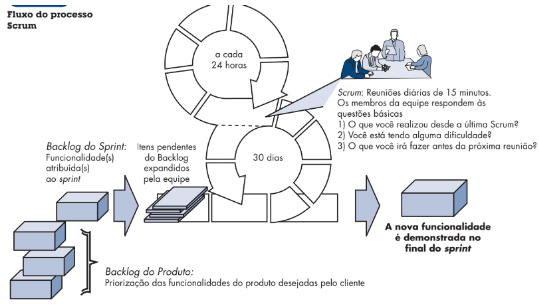 Fluxo do processo
Scrum
a cada
24 horas
Scrum: Reuniões diárias de 15 minutos.
Os membros da equipe respondem às
questões básicas
1) O que você realizou desde a última Scrum?
2) Você está tendo alguma dificuldade?
3) O que você irá fazer antes da próxima reunião?
Backlog do Sprint:
Funcionalidade(s)
atribuída(s)
ao sprint
Itens pendentes
do Backlog
expandidos
pela equipe
30 dias
A nova funcionalidade
é demonstrada no
final do sprint
Backlog do Produto:
Priorização das funcionalidades do produto desejadas pelo cliente